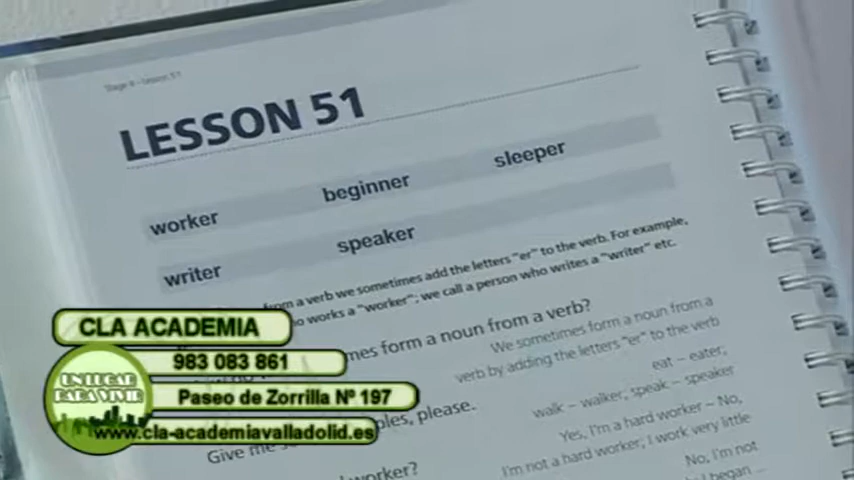 Stage 4 – Lesson 51
LESSON 51
worker beginner sleeper
writer speaker
from a verb we sometimes add the letters "er" to the verb. For example,
who works a "worker"; we call a person who writes a "writer" etc.
form a noun from a verb?
We sometimes form a noun from a
verb by adding the letters "er" to the verb
eat – eater;
please.
walk – walker; speak – speaker
Give me
Yes, I'm a hard worker – No,
worker?
I'm not a hard worker; I work very little
No, I'm not
I began ...
CLA ACADEMIA
983 083 861
UN LUGAR
PARA VIVIR
Paseo de Zorrilla Nº 197
www.cla-academiavalladolid.es